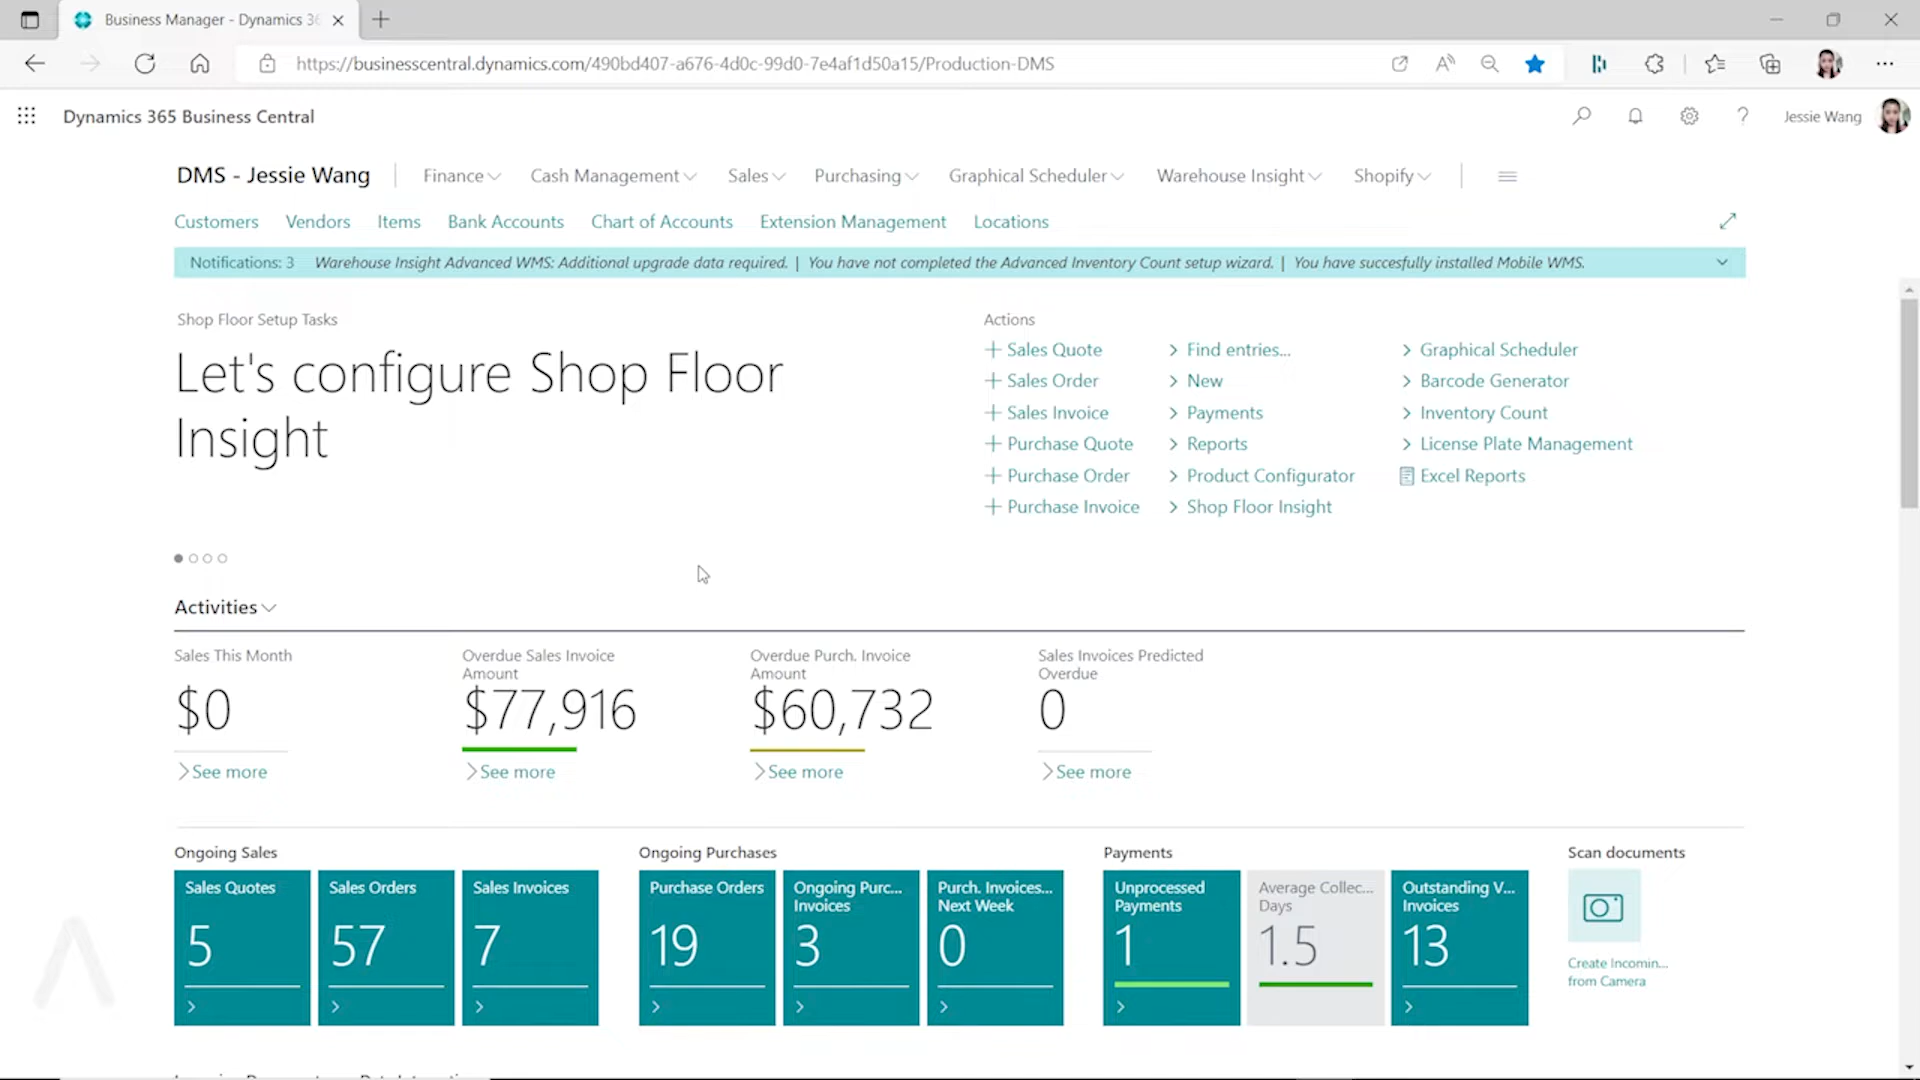 Business Manager - Dynamics 36
https://businesscentral.dynamics.com/490bd407-a676-4d0c-99d0-7e4af1d50a15/Production-DMS
Dynamics 365 Business Central
Jessie Wang
DMS - Jessie Wang
Finance
Cash Management
Sales
Purchasing
Graphical Scheduler
Warehouse Insight
Shopify
Customers
Vendors
Items
Bank Accounts
Chart of Accounts
Extension Management
Locations
Notifications: 3 Warehouse Insight Advanced WMS: Additional upgrade data required. | You have not completed the Advanced Inventory Count setup wizard. | You have succesfully installed Mobile WMS.
Shop Floor Setup Tasks
Let's configure Shop Floor
Insight
Actions
Sales Quote
Sales Order
Sales Invoice
Purchase Quote
Purchase Order
Purchase Invoice
Find entries...
New
Payments
Reports
Product Configurator
Shop Floor Insight
Graphical Scheduler
Barcode Generator
Inventory Count
License Plate Management
Excel Reports
Activities
Sales This Month
$0
See more
Overdue Sales Invoice
Amount
$77,916
See more
Overdue Purch. Invoice
Amount
$60,732
See more
Sales Invoices Predicted
Overdue
0
See more
Ongoing Sales
Sales Quotes
5
Sales Orders
57
Sales Invoices
7
Ongoing Purchases
Purchase Orders
19
Ongoing Purc...
Invoices
3
Purch. Invoices...
Next Week
0
Payments
Unprocessed
Payments
1
Average Collec...
Days
1.5
Outstanding V...
Invoices
13
Scan documents
Create Incomin...
from Camera